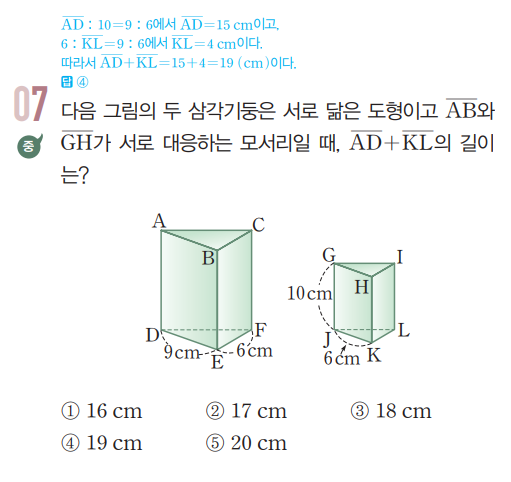 AD : 10=9 : 6에서 AD=15 cm이고,
6 : KL=9 : 6에서 KL=4 cm이다.
따라서 AD+KL=15+4=19 (cm)이다.
답 ④
07 다음 그림의 두 삼각기둥은 서로 닮은 도형이고 AB와
중 GH가 서로 대응하는 모서리일 때, AD+KL의 길이
는?
A
C
B
G
I
10cm
H
D
F
J
L
9cm
6cm
E
6cm
K
① 16 cm ② 17 cm ③ 18 cm
④ 19 cm ⑤ 20 cm